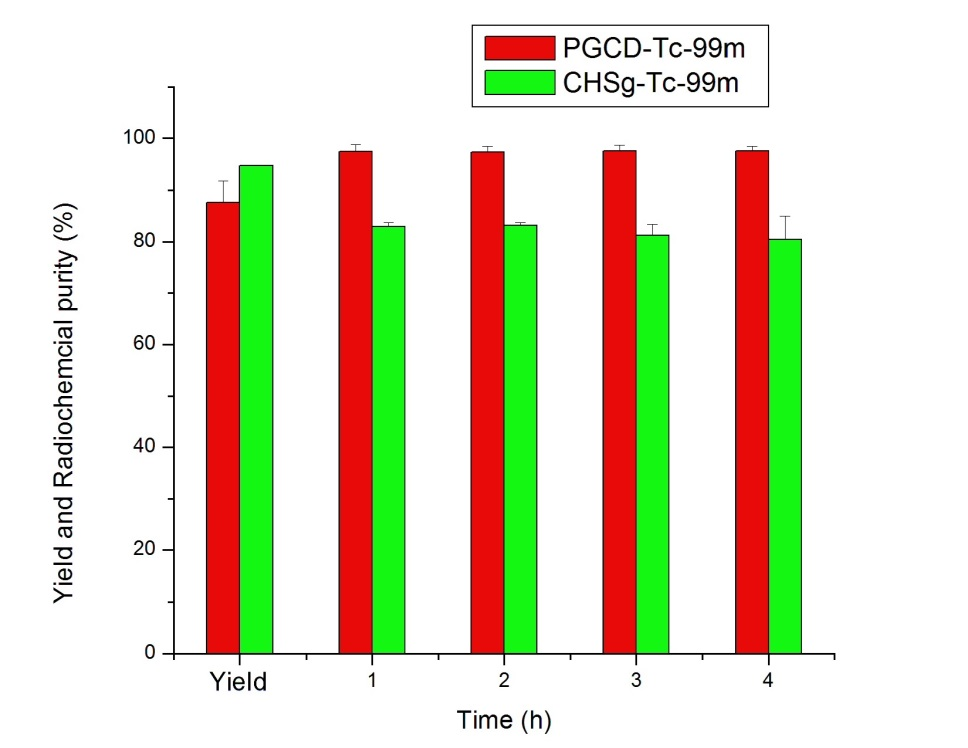 PGCD-Tc-99m
CHSg-Tc-99m
Yield and Radiochemcial purity (%)
100
80
60
40
20
0
Yield 1 2 3 4
Time (h)